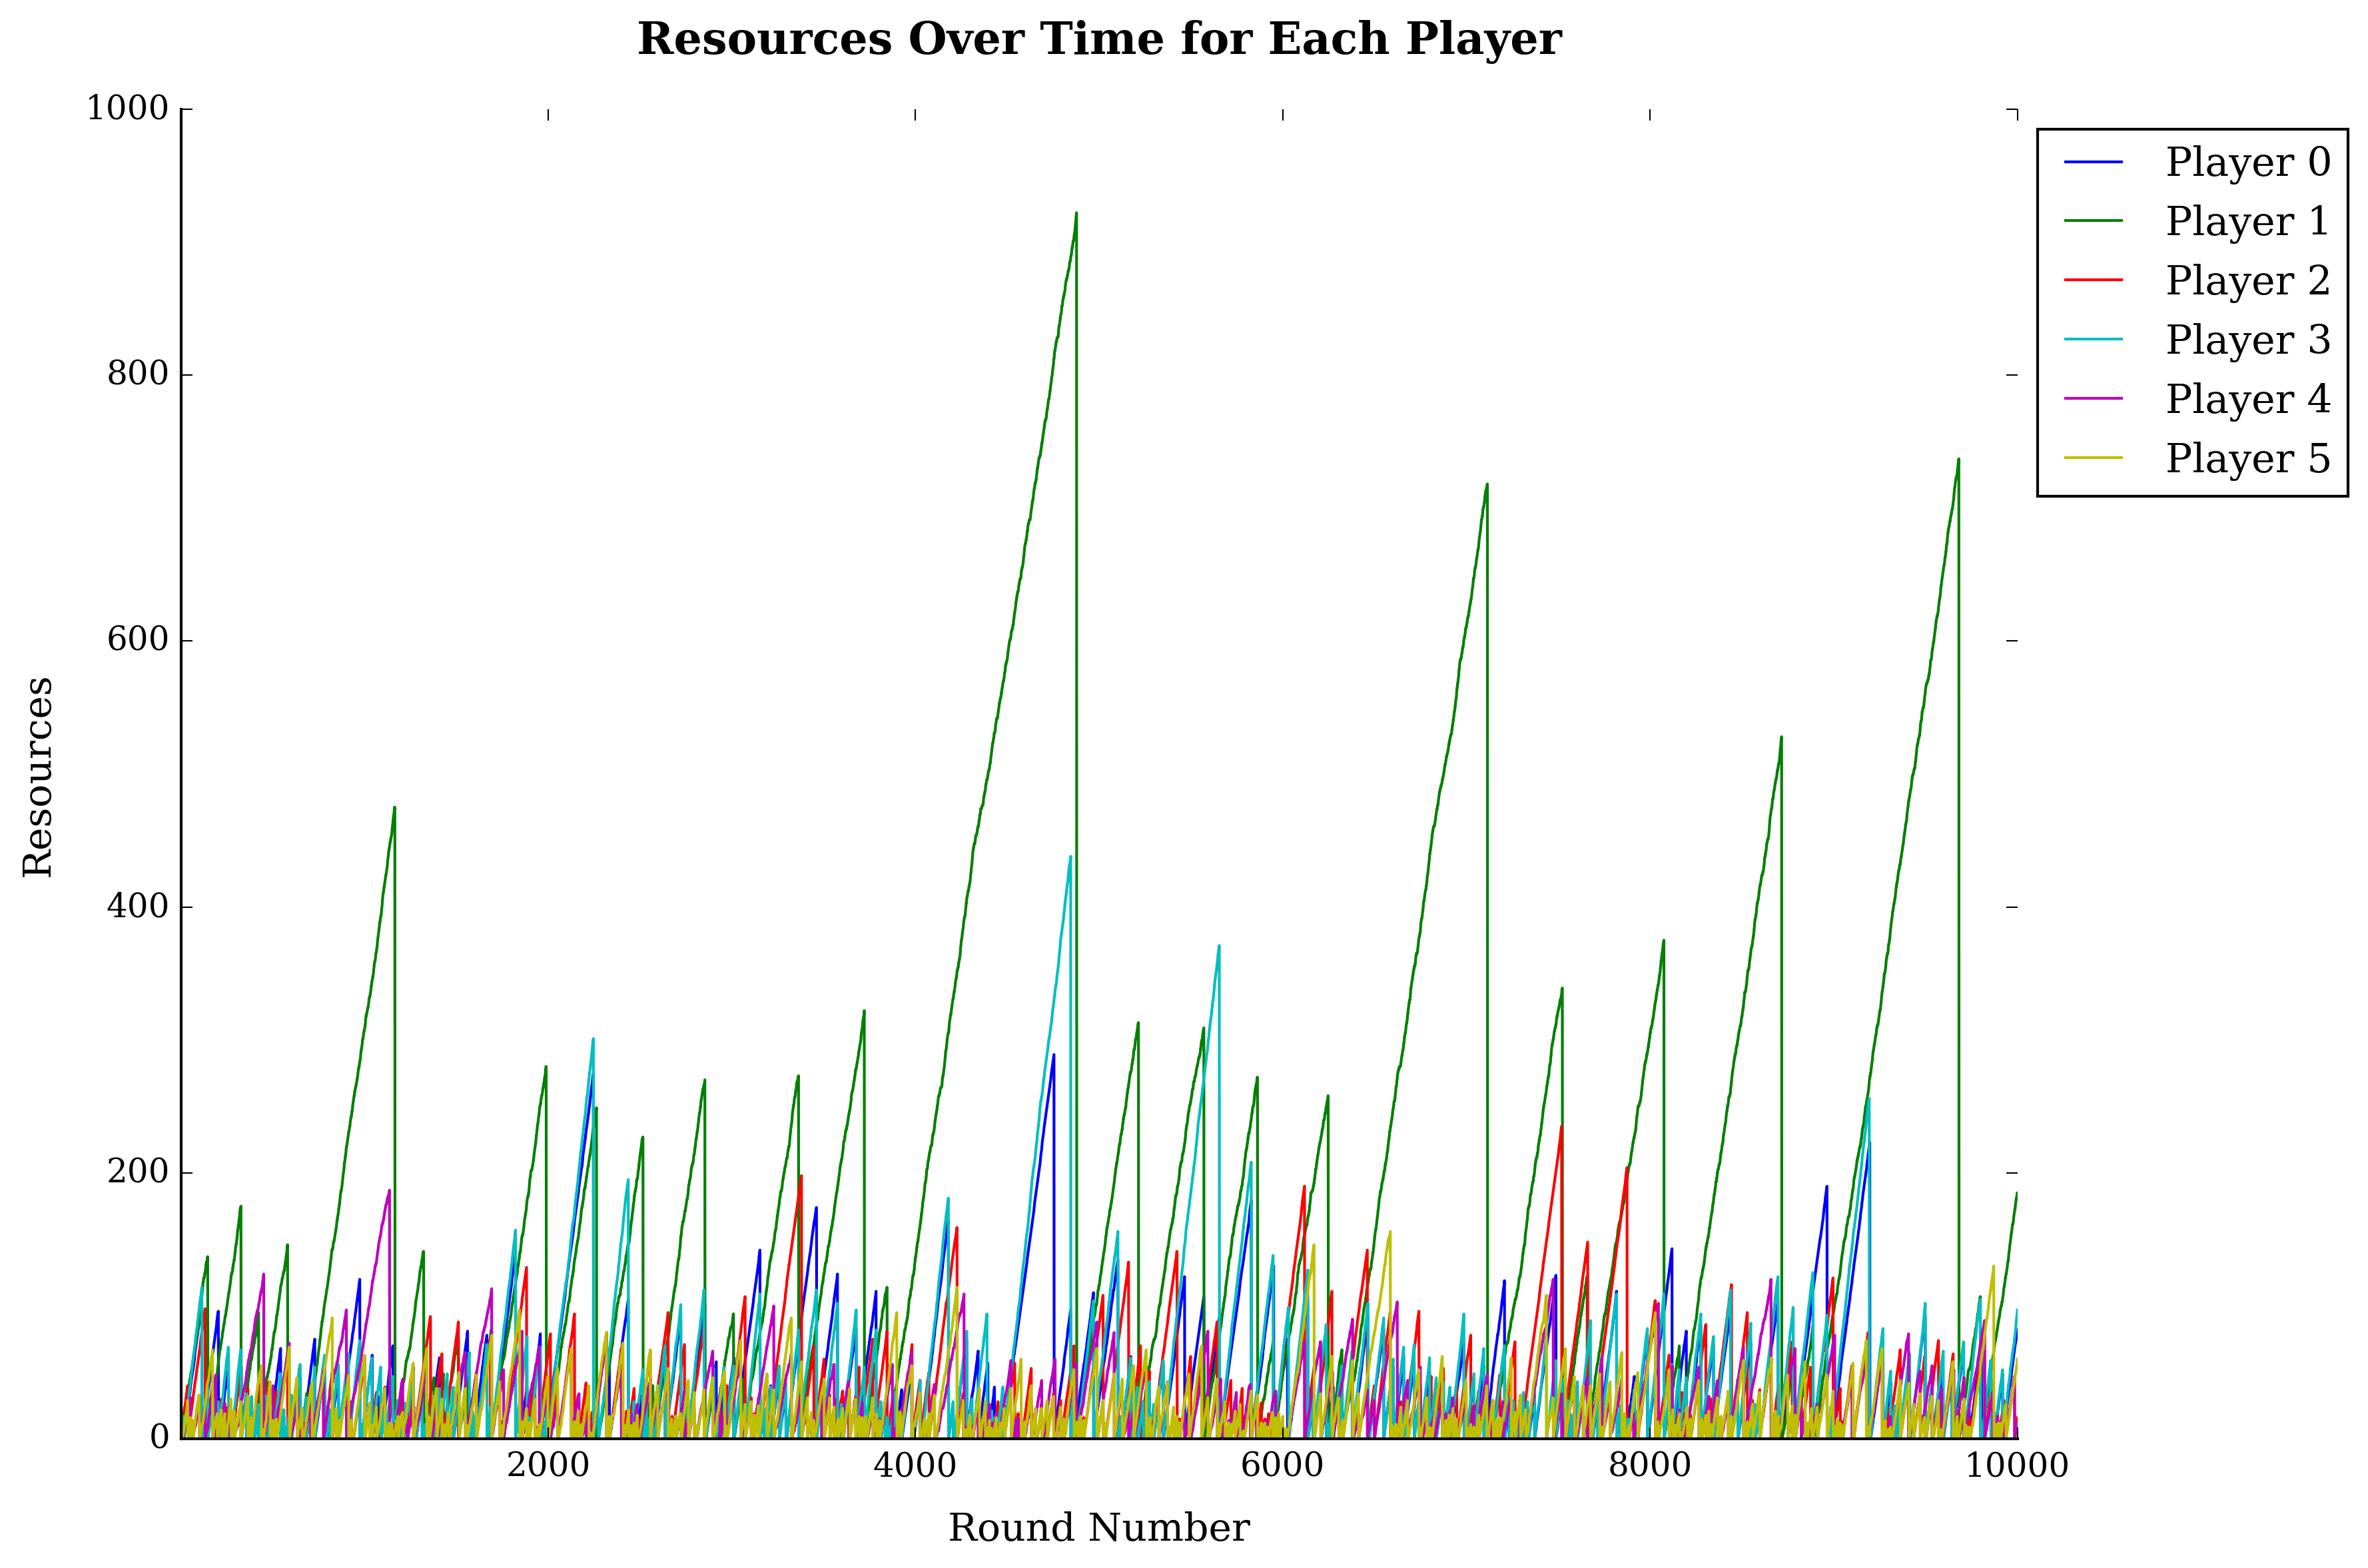 Resources Over Time for Each Player
1000
800
600
400
200
0
Resources
2000
4000
6000
8000
10000
Round Number
Player 0
Player 1
Player 2
Player 3
Player 4
Player 5